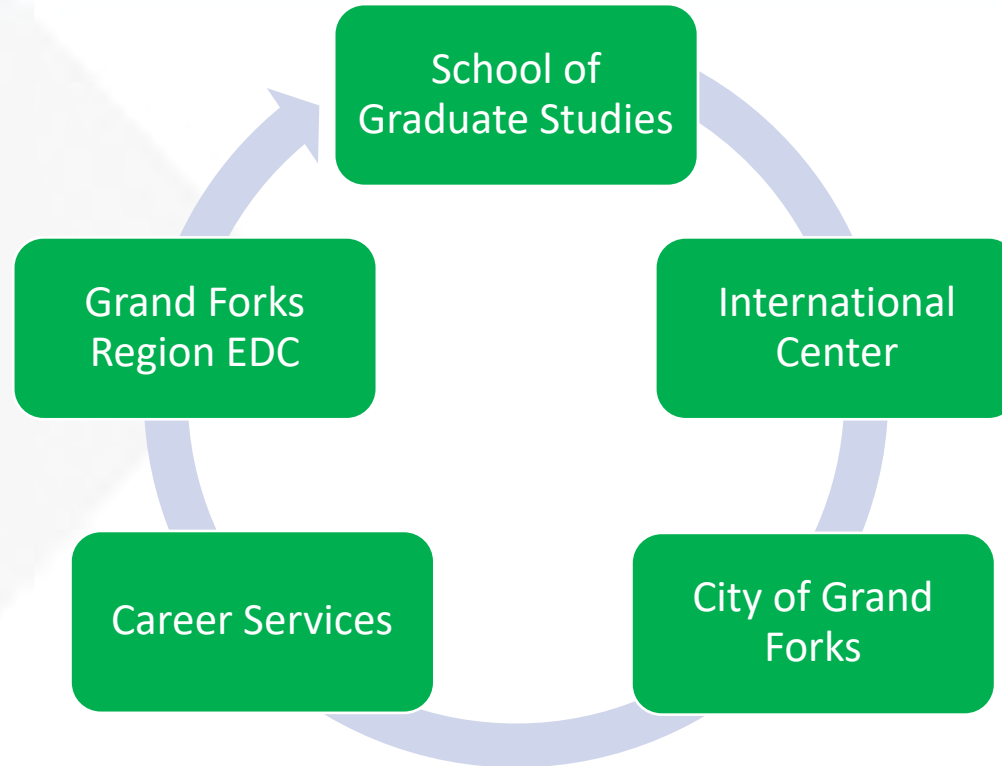 School of
Graduate Studies
International
Center
City of Grand
Forks
Career Services
Grand Forks
Region EDC